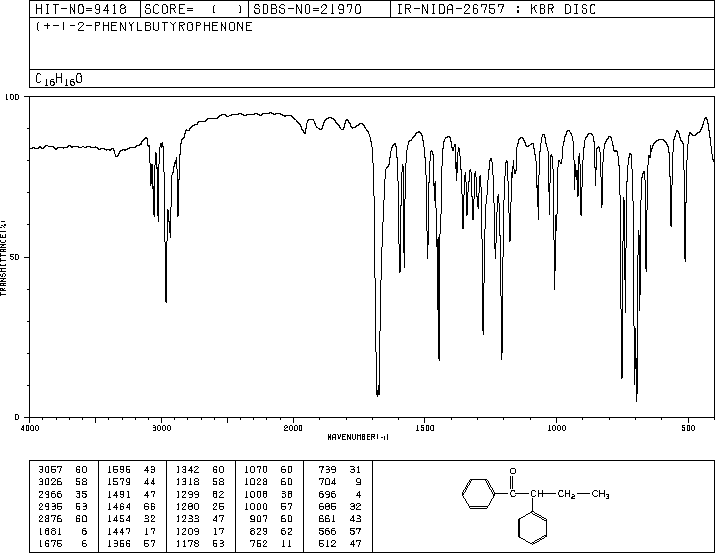 HIT-NO=9418 SCORE= ( ) SDBS-NO=21970 IR-NIDA-26757 : KBR DISC
(+-)-2-PHENYLBUTYROPHENONE
C16H16O
100
50
0
TRANSMITTANCE(%)
4000 3000 2000 1500 1000 500
WAVENUMBER(-1)
3057 60 1596 43 1342 60 1070 60 739 31
3026 58 1579 44 1318 58 1028 60 704 9
2966 35 1491 47 1299 62 1008 38 696 4
2935 53 1464 66 1280 25 1000 57 685 32
2876 60 1454 32 1233 47 907 60 661 43
1681 6 1447 17 1209 17 829 62 566 57
1675 6 1356 57 1178 53 752 11 512 47
O
C CH CH2 CH3